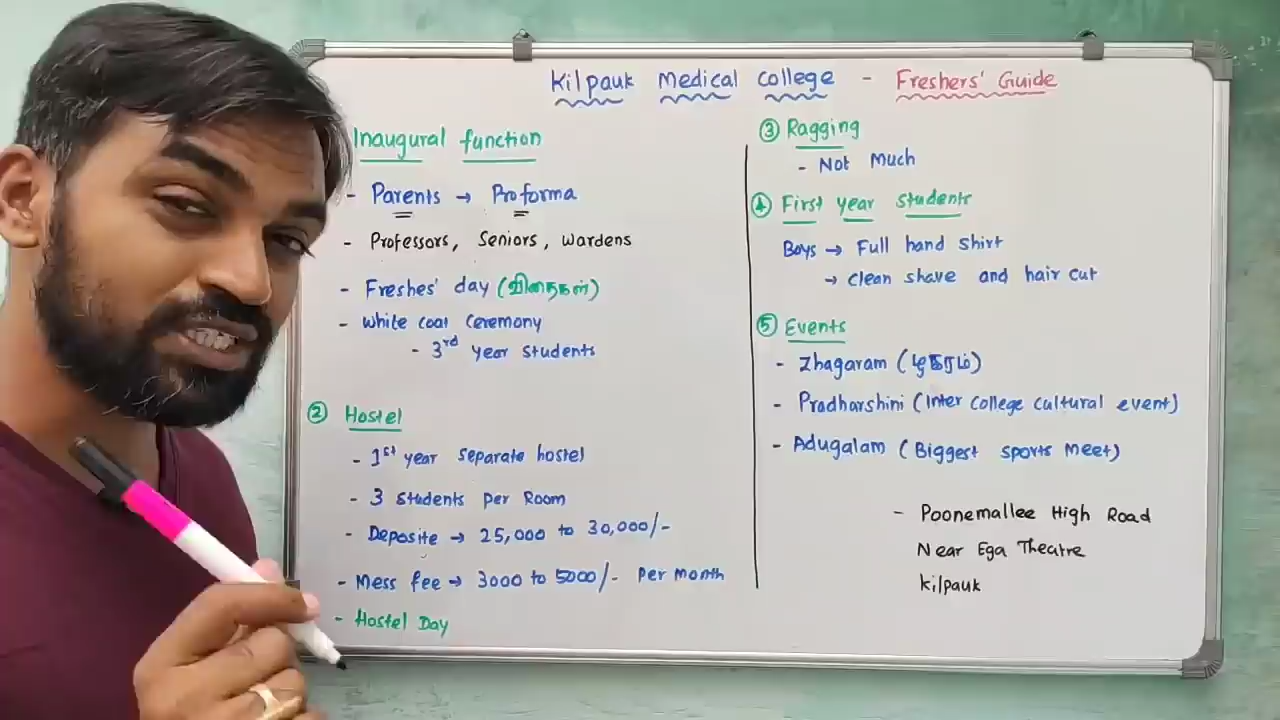 Kilpauk Medical College - Freshers' Guide
Inaugural function
- Parents → Proforma
- Professors, Seniors, Wardens
- Freshes' day (விதைகள்)
- White coat Ceremony
- 3rd year students
② Hostel
- 1st year separate hostel
- 3 students per Room
- Deposite → 25,000 to 30,000/-
- Mess fee → 3000 to 5000/- per month
- Hostel Day
③ Ragging
- Not Much
④ First year students
Boys → Full hand shirt
→ Clean shave and hair cut
⑤ Events
- Zhagaram (ழகரம்)
- Pradharshini (Inter college cultural event)
- Adugalam (Biggest sports meet)
- Poonemallee High Road
Near Ega Theatre
Kilpauk